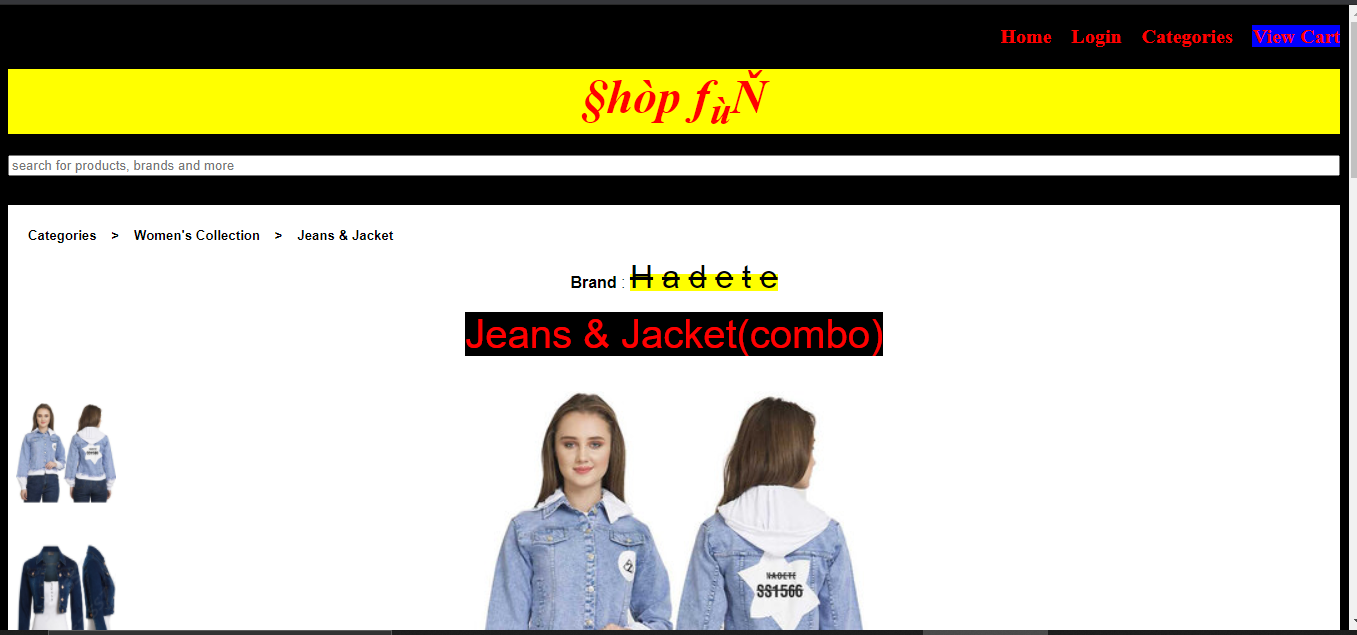 Home Login Categories View Cart
§hòp fùŇ
search for products, brands and more
Categories > Women's Collection > Jeans & Jacket
Brand : H a d e t e
Jeans & Jacket(combo)
HADETE
SS1566